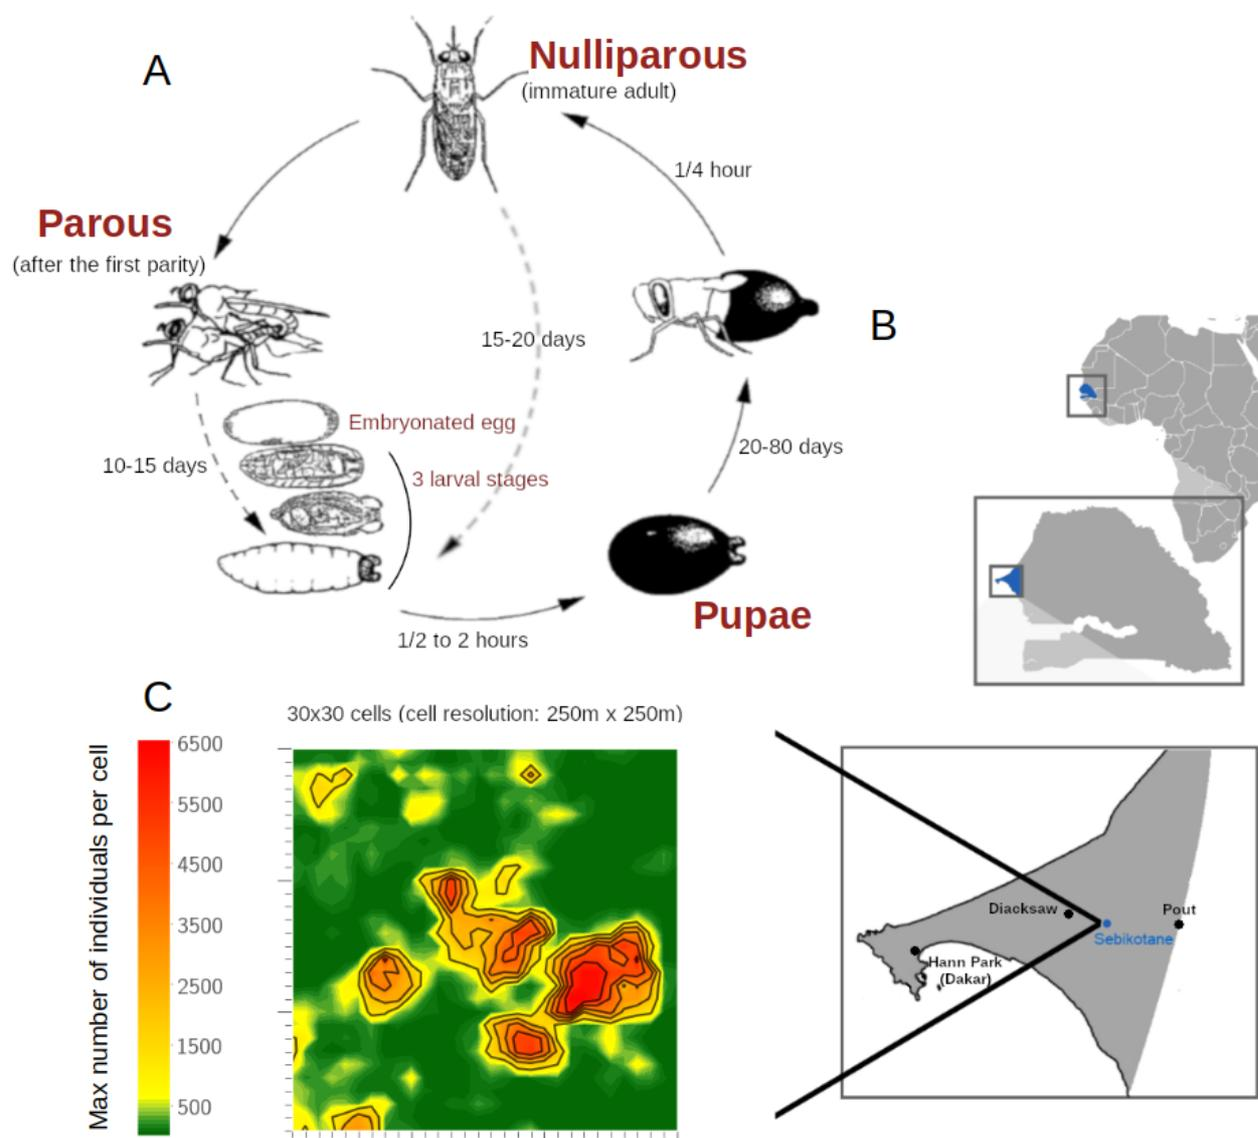 A
Nulliparous
(immature adult)
1/4 hour
Parous
(after the first parity)
15-20 days
Embryonated egg
10-15 days
3 larval stages
20-80 days
Pupae
1/2 to 2 hours
B
Diacksaw
Pout
Sebikotane
Hann Park
(Dakar)
C
30x30 cells (cell resolution: 250m x 250m)
Max number of individuals per cell
6500
5500
4500
3500
2500
1500
500